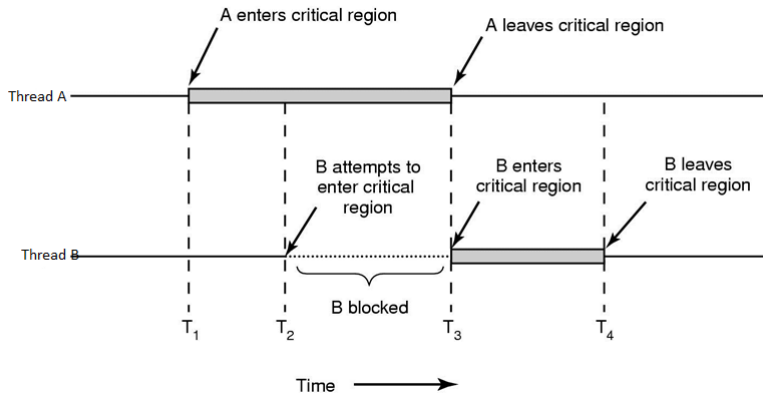 A enters critical region
A leaves critical region
Thread A
B attempts to
enter critical
region
B enters
critical region
B leaves
critical region
Thread B
B blocked
T1
T2
T3
T4
Time